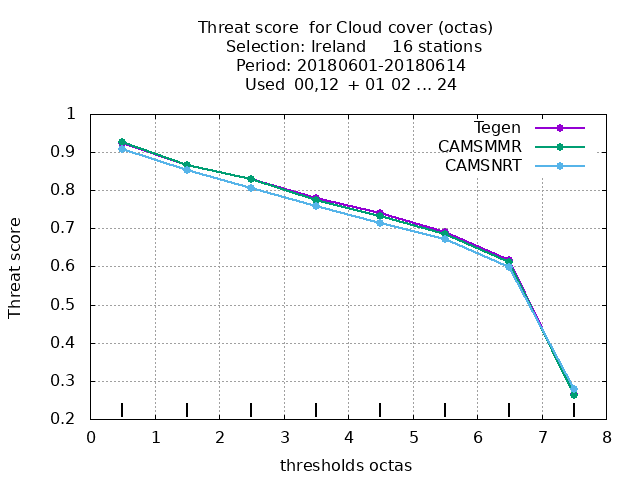 Threat score  for Cloud cover (octas)
Selection: Ireland     16 stations
Period: 20180601-20180614
Used  00,12  + 01 02 ... 24
Tegen
CAMSMMR
CAMSNRT
1
0.9
0.8
0.7
0.6
0.5
0.4
0.3
0.2
Threat score
0 1 2 3 4 5 6 7 8
thresholds octas